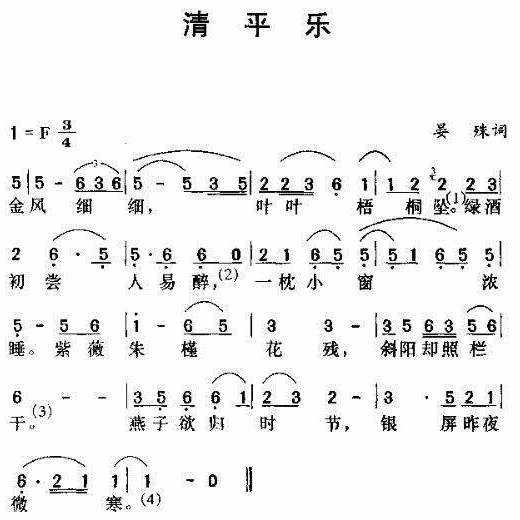 清 平 乐
1 = F 3/4 晏 殊词
5 | 5 - 6 3 6 | 5 - 5 3 5 | 2 2 3 6 1 | 1 2 2 2 3
金风 细 细, 叶叶 梧 桐 坠。(1)绿酒
2 6 · 5 | 5 · 6 6 0 | 2 1 6 5 5 | 5 6 1 6 5 5
初尝 人易醉,(2)一枕小 窗 浓
5 - 5 6 | 1 - 6 5 | 3 3 2 | 3 5 6 3 5 6
睡。紫薇 朱 槿 花 残, 斜阳却照栏
6 - - | 3 5 6 6 1 | 2 3 2 - | 3 · 5 2 1
干。(3) 燕子欲归 时 节, 银 屏昨夜
6 · 2 1 | 1 1 - 0 ‖
微 寒。(4)